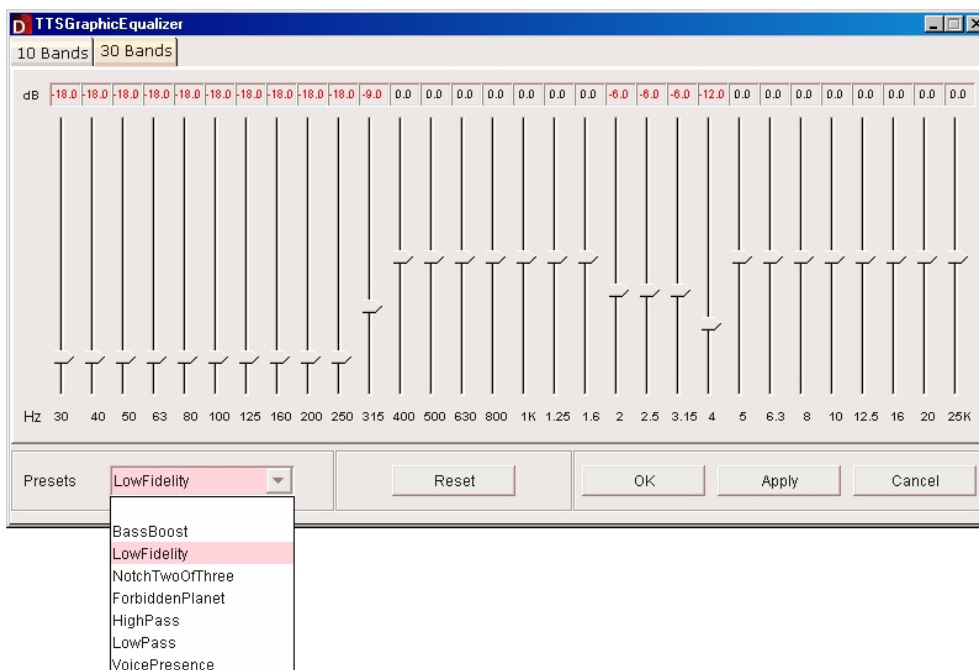 TTSGraphicEqualizer
10 Bands 30 Bands
dB -18.0 -18.0 -18.0 -18.0 -18.0 -18.0 -18.0 -18.0 -18.0 -18.0 -9.0 0.0 0.0 0.0 0.0 0.0 0.0 0.0 -6.0 -6.0 -6.0 -12.0 0.0 0.0 0.0 0.0 0.0 0.0 0.0 0.0
Hz 30 40 50 63 80 100 125 160 200 250 315 400 500 630 800 1K 1.25 1.6 2 2.5 3.15 4 5 6.3 8 10 12.5 16 20 25K
Presets LowFidelity Reset OK Apply Cancel
BassBoost
LowFidelity
NotchTwoOfThree
ForbiddenPlanet
HighPass
LowPass
VoicePresence